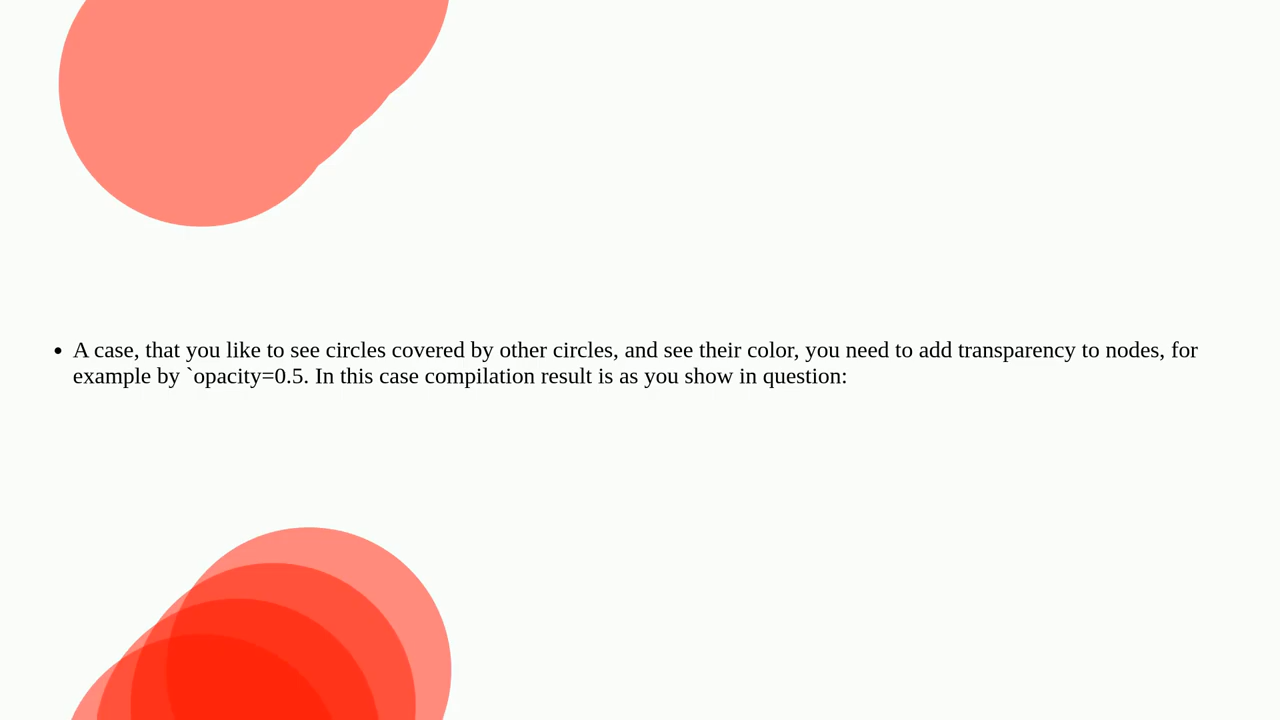 • A case, that you like to see circles covered by other circles, and see their color, you need to add transparency to nodes, for
example by `opacity=0.5. In this case compilation result is as you show in question: